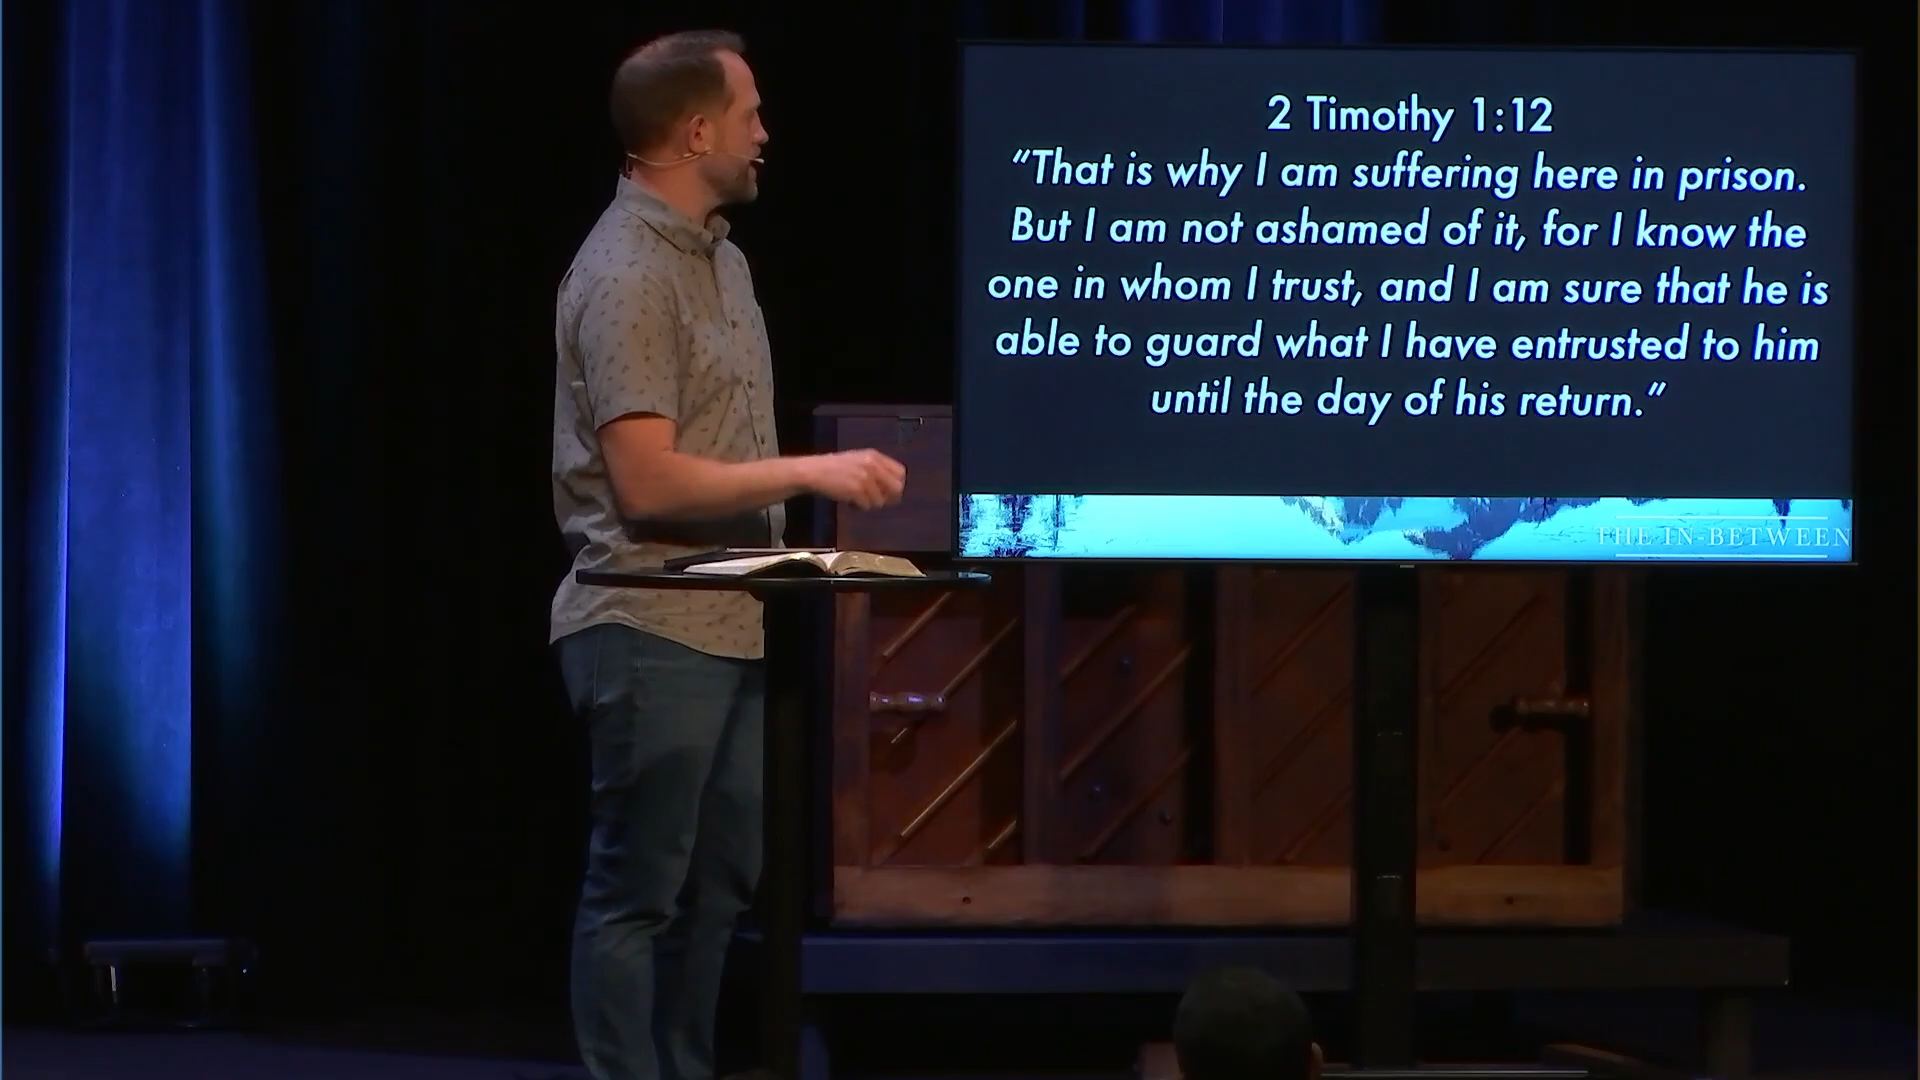 2 Timothy 1:12
“That is why I am suffering here in prison.
But I am not ashamed of it, for I know the
one in whom I trust, and I am sure that he is
able to guard what I have entrusted to him
until the day of his return.”
THE IN-BETWEEN